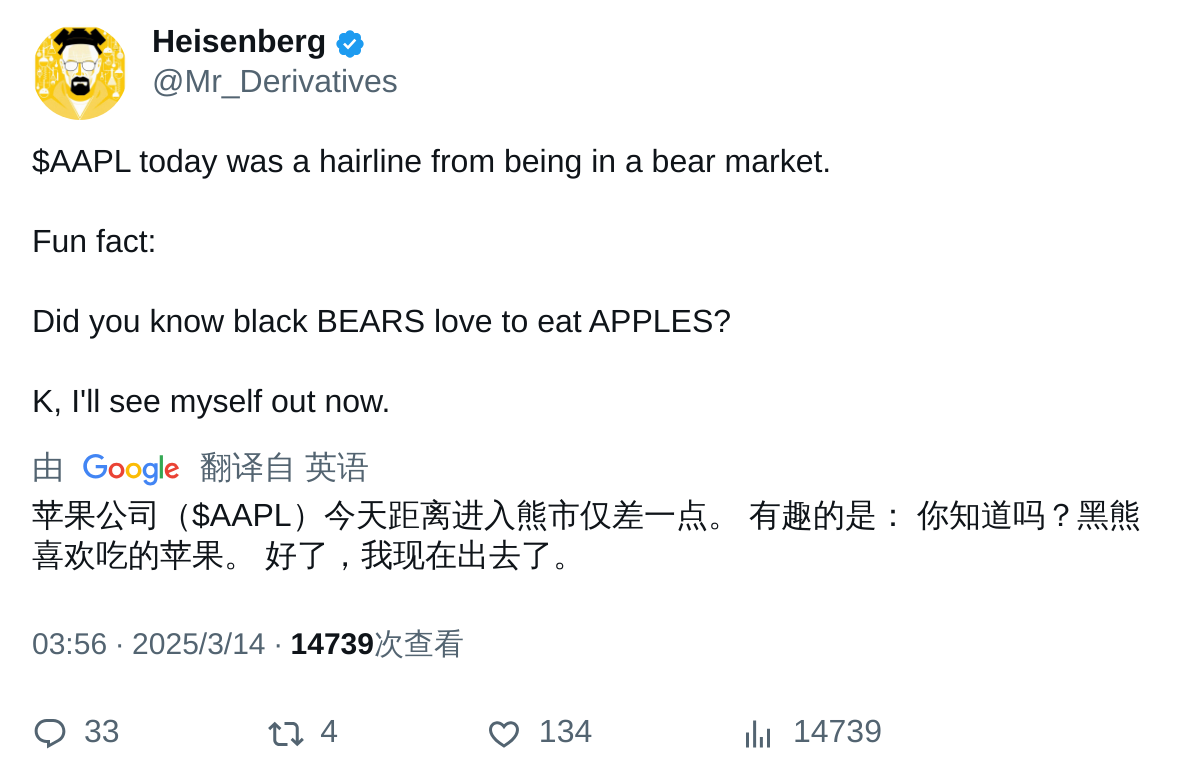 Heisenberg
@Mr_Derivatives
$AAPL today was a hairline from being in a bear market.
Fun fact:
Did you know black BEARS love to eat APPLES?
K, I'll see myself out now.
由 Google 翻译自 英语
苹果公司（$AAPL）今天距离进入熊市仅差一点。 有趣的是： 你知道吗？黑熊
喜欢吃的苹果。 好了，我现在出去了。
03:56 · 2025/3/14 · 14739次查看
33 4 134 14739